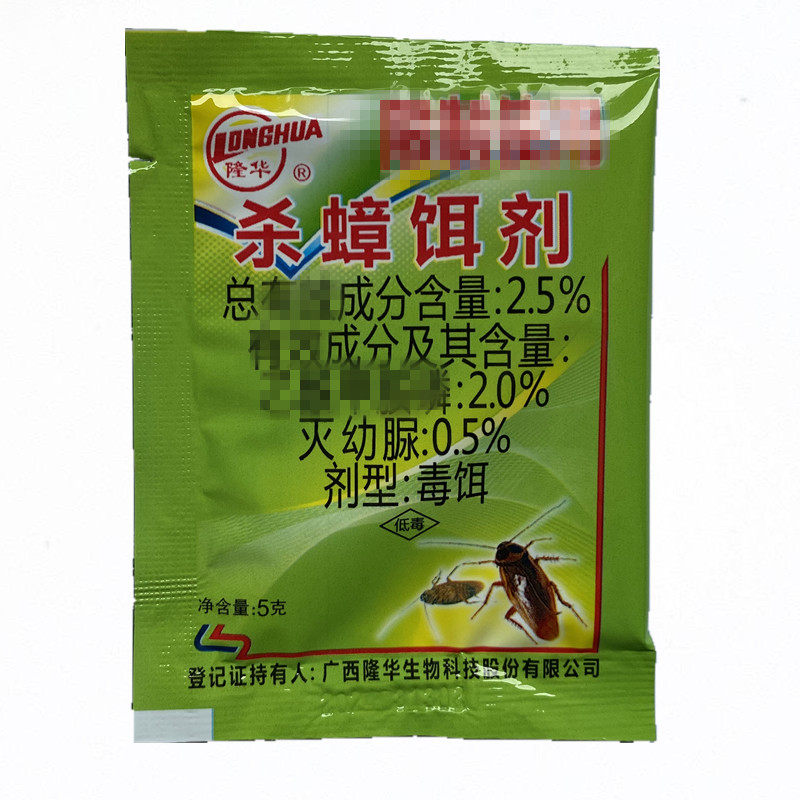 LONGHUA
隆华
®
杀蟑饵剂
总 成分含量:2.5%
成分及其含量:
:2.0%
灭幼脲:0.5%
剂型:毒饵
低毒
净含量:5克
登记证持有人:广西隆华生物科技股份有限公司